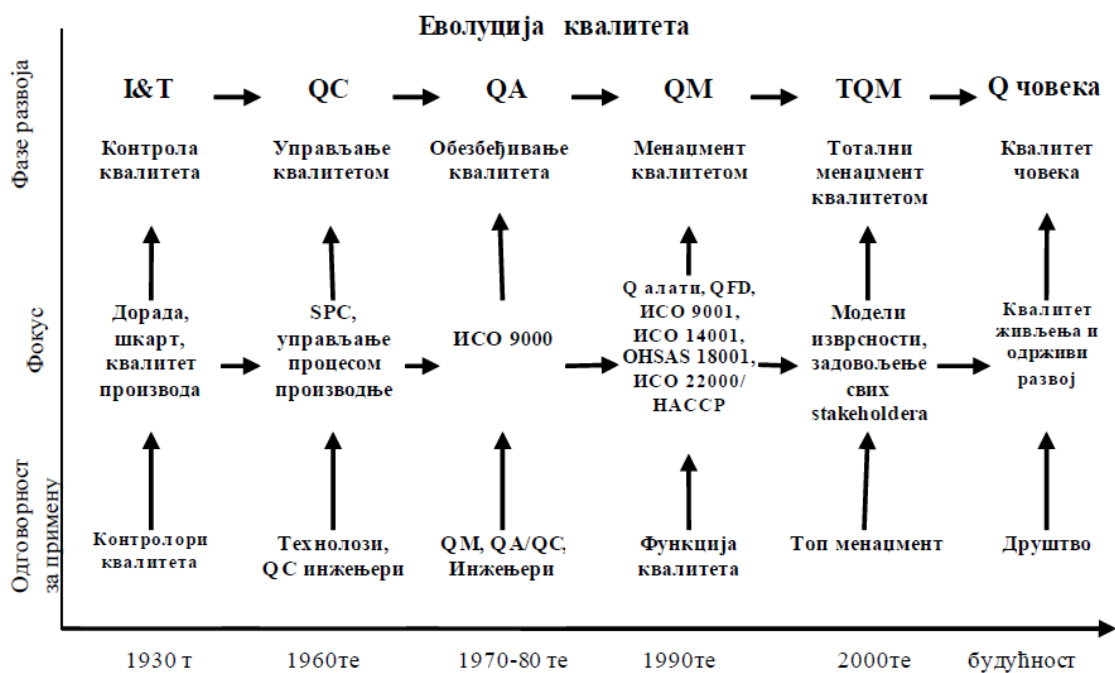 Еволуција квалитета
Фазе развоја
I&T
QC
QA
QM
TQM
Q човека
Контрола
квалитета
Управљање
квалитетом
Обезбеђивање
квалитета
Менаџмент
квалитетом
Тотални
менаџмент
квалитетом
Квалитет
човека
Фокус
Дорада,
шкарт,
квалитет
производа
SPC,
управљање
процесом
производње
ИСО 9000
Q алати, QFD,
ИСО 9001,
ИСО 14001,
OHSAS 18001,
ИСО 22000/
НАССР
Модели
изврсности,
задовољење
свих
stakeholderа
Квалитет
живљења и
одрживи
развој
Одговорност
за примену
Контролори
квалитета
Технолози,
QC инжењери
QM, QA/QC,
Инжењери
Функција
квалитета
Топ менаџмент
Друштво
1930 т
1960те
1970-80 те
1990те
2000те
будућност